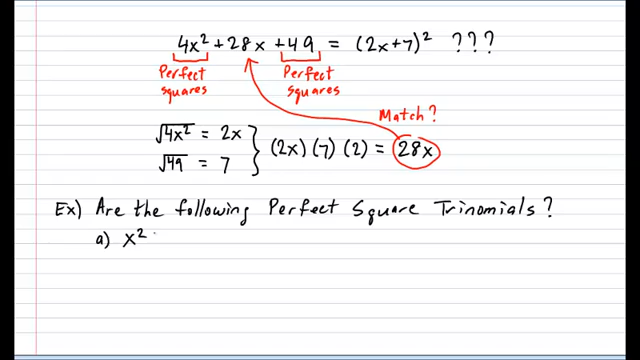 4x² + 28x + 49 = (2x+7)² ???
Perfect squares
Perfect squares
Match?
√4x² = 2x
√49 = 7
(2x)(7)(2) = 28x
Ex) Are the following Perfect Square Trinomials?
a) x²